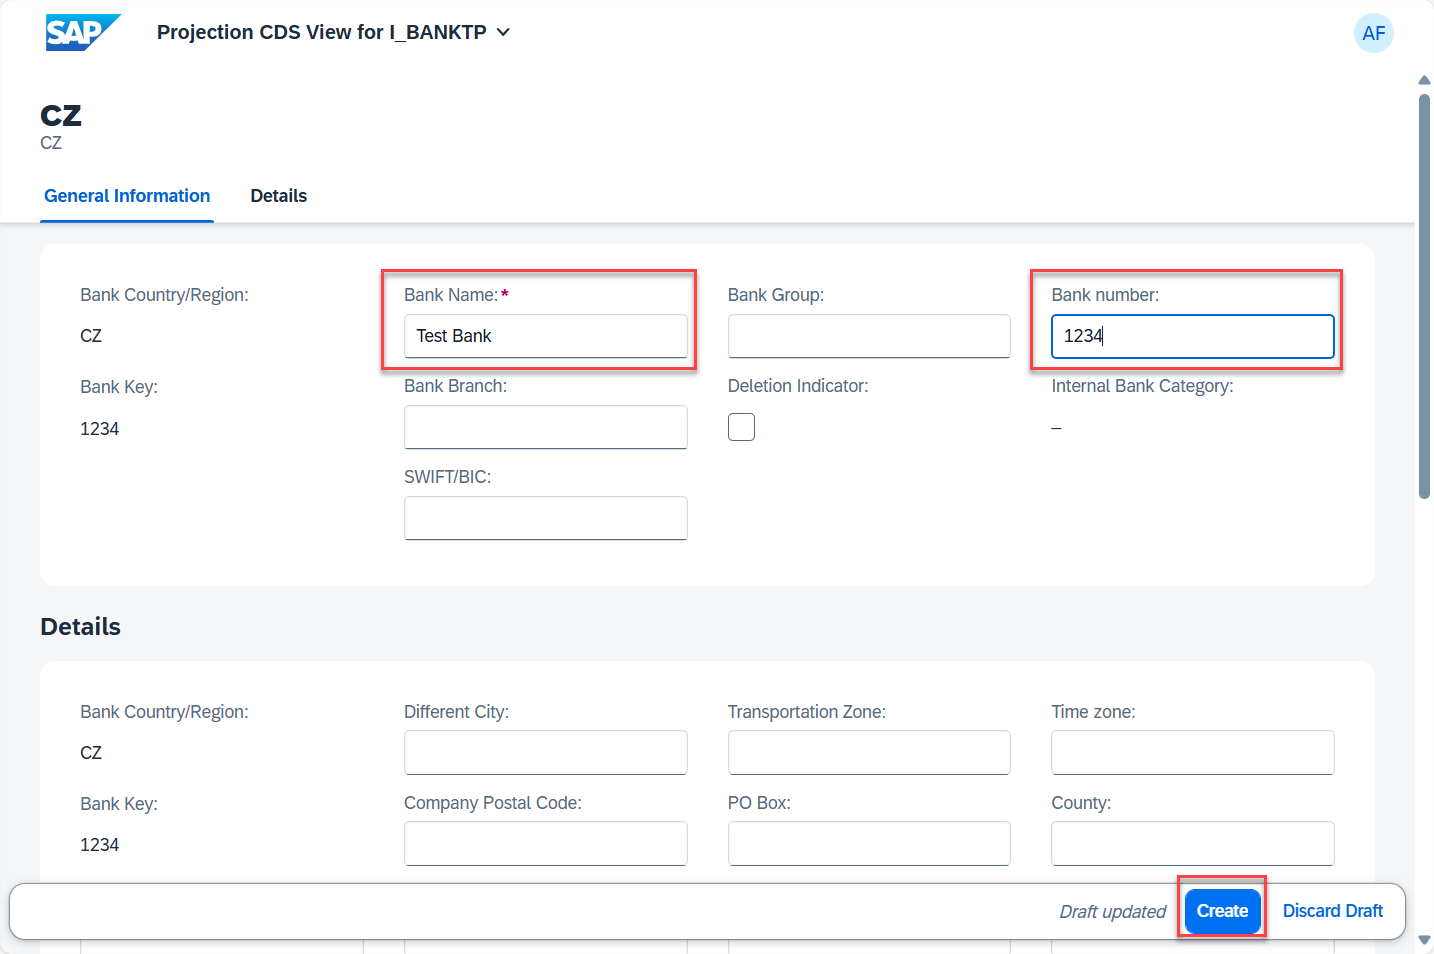 SAP Projection CDS View for I_BANKTP AF
CZ
CZ
General Information Details
Bank Country/Region: Bank Name:* Bank Group: Bank number:
CZ Test Bank 1234
Bank Key: Bank Branch: Deletion Indicator: Internal Bank Category:
1234 –
SWIFT/BIC:
Details
Bank Country/Region: Different City: Transportation Zone: Time zone:
CZ
Bank Key: Company Postal Code: PO Box: County:
1234
Draft updated Create Discard Draft